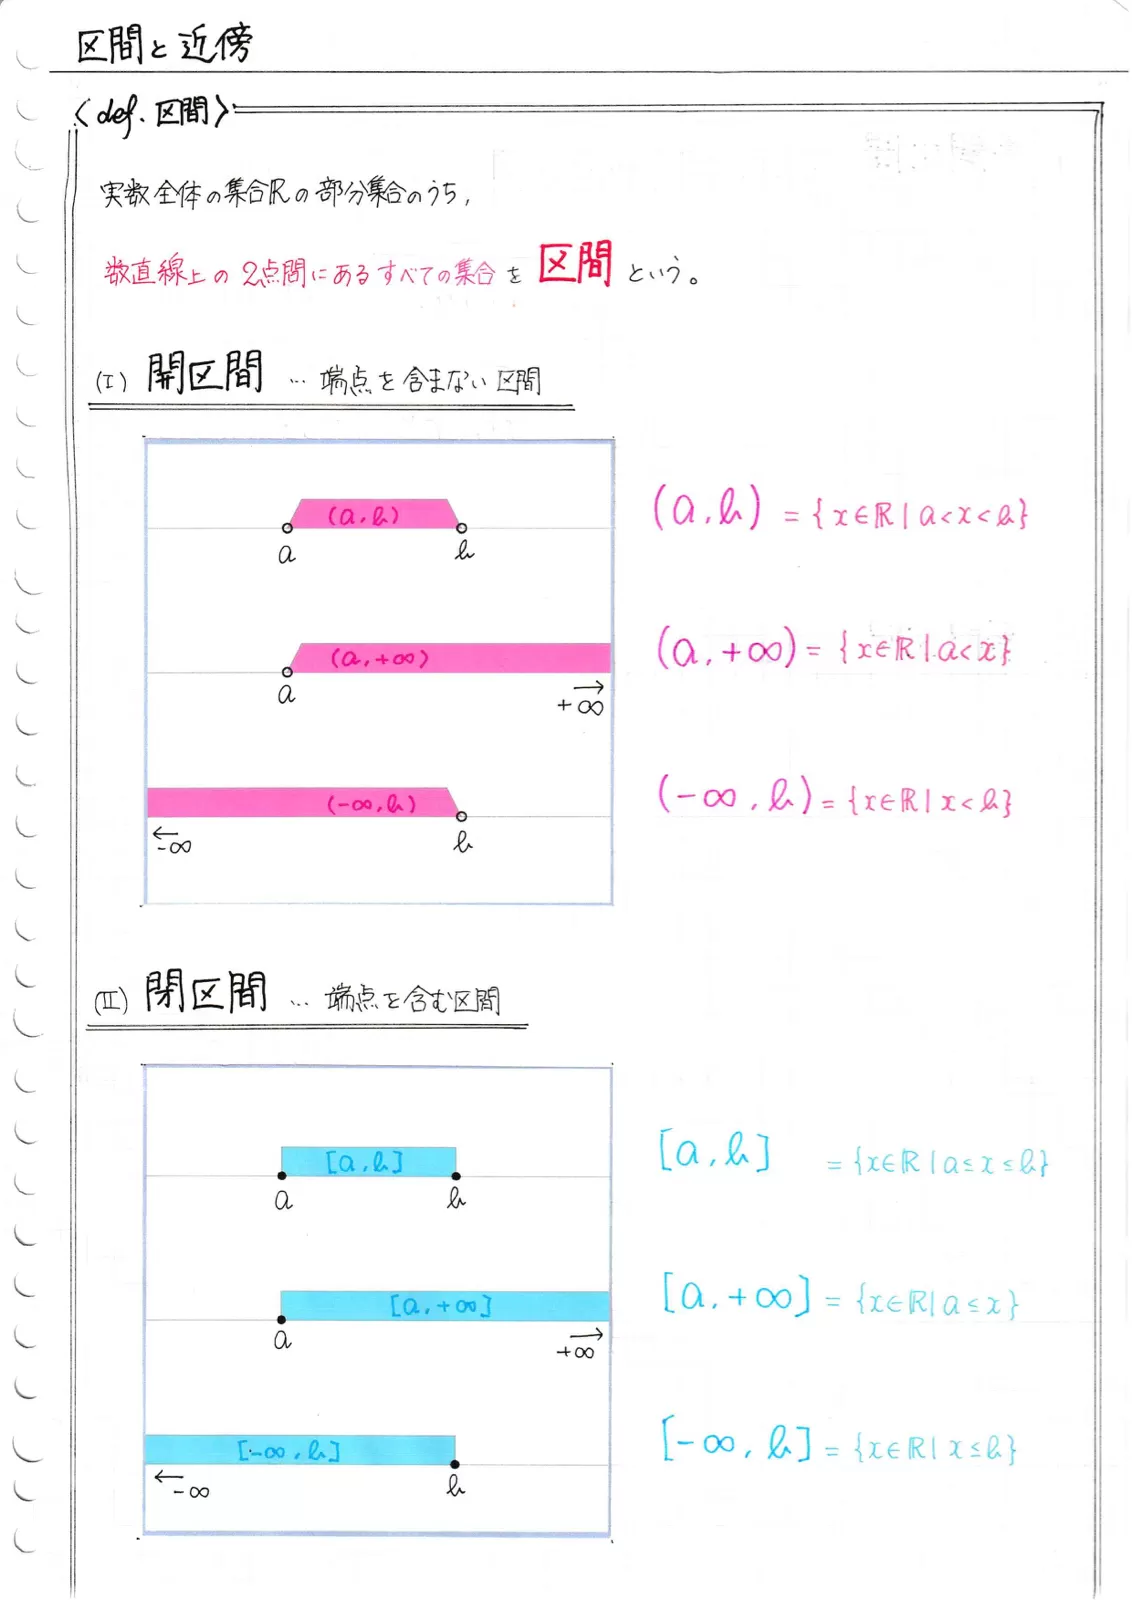 区間と近傍
<def. 区間>
実数全体の集合ℝの部分集合のうち,
数直線上の2点間にあるすべての集合を区間という。
(I) 開区間 … 端点を含まない区間
(a, b)
a
b
(a, b) = {x∈ℝ | a<x<b}
(a, +∞)
a
→
+∞
(a, +∞) = {x∈ℝ | a<x}
(-∞, b)
←
-∞
b
(-∞, b) = {x∈ℝ | x<b}
(II) 閉区間 … 端点を含む区間
[a, b]
a
b
[a, b] = {x∈ℝ | a≤x≤b}
[a, +∞]
a
→
+∞
[a, +∞] = {x∈ℝ | a≤x}
[-∞, b]
←
-∞
b
[-∞, b] = {x∈ℝ | x≤b}